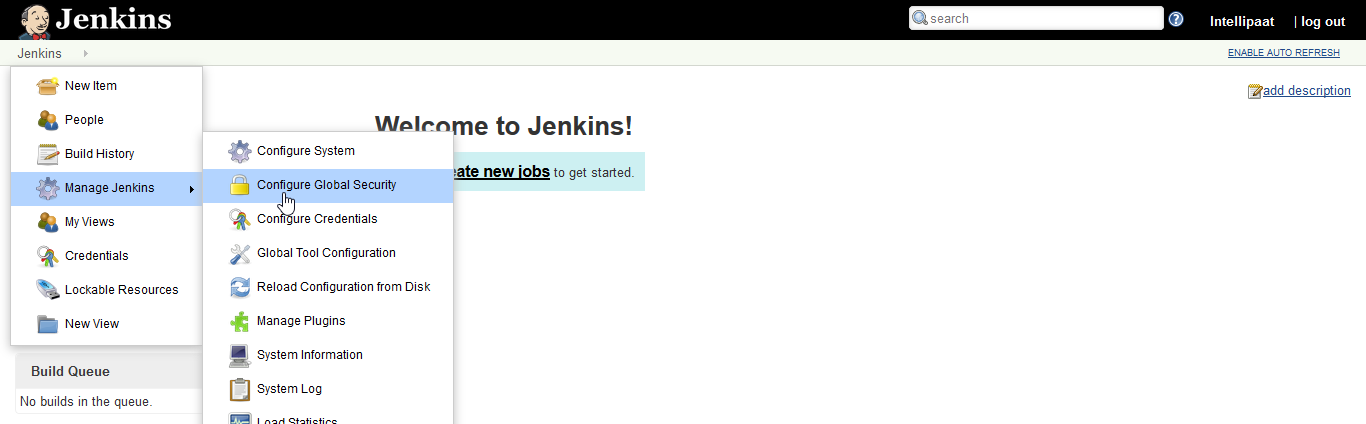 Jenkins
search
Intellipaat | log out
Jenkins
ENABLE AUTO REFRESH
New Item
People
Build History
Manage Jenkins
My Views
Credentials
Lockable Resources
New View
Configure System
Configure Global Security
Configure Credentials
Global Tool Configuration
Reload Configuration from Disk
Manage Plugins
System Information
System Log
Load Statistics
add description
Welcome to Jenkins!
eate new jobs to get started.
Build Queue
No builds in the queue.